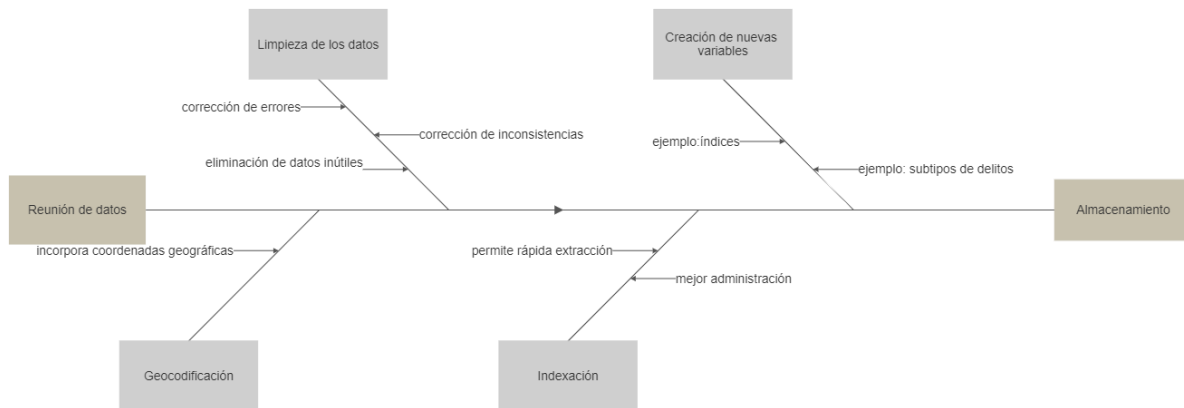 Limpieza de los datos
Creación de nuevas
variables
corrección de errores
corrección de inconsistencias
eliminación de datos inútiles
ejemplo:índices
ejemplo: subtipos de delitos
Reunión de datos
Almacenamiento
incorpora coordenadas geográficas
permite rápida extracción
mejor administración
Geocodificación
Indexación